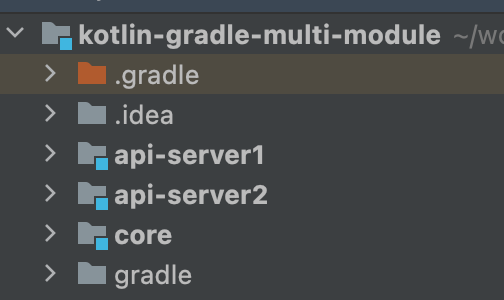 kotlin-gradle-multi-module ~/wo
.gradle
.idea
api-server1
api-server2
core
gradle